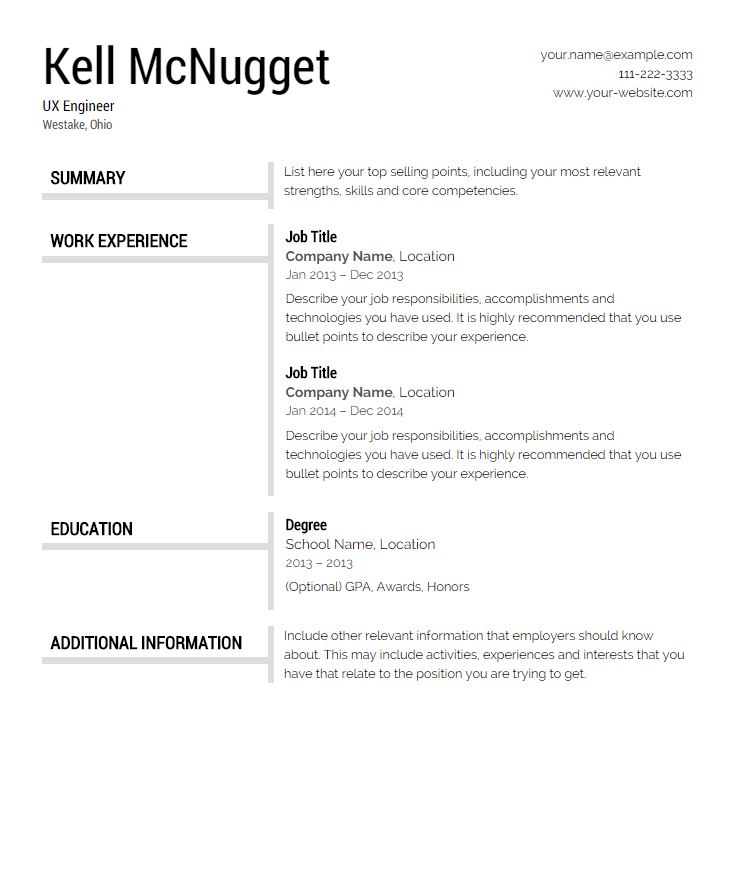 Kell McNugget
UX Engineer
Westake, Ohio
your.name@example.com
111-222-3333
www.your-website.com
SUMMARY
List here your top selling points, including your most relevant
strengths, skills and core competencies.
WORK EXPERIENCE
Job Title
Company Name, Location
Jan 2013 – Dec 2013
Describe your job responsibilities, accomplishments and
technologies you have used. It is highly recommended that you use
bullet points to describe your experience.
Job Title
Company Name, Location
Jan 2014 – Dec 2014
Describe your job responsibilities, accomplishments and
technologies you have used. It is highly recommended that you use
bullet points to describe your experience.
EDUCATION
Degree
School Name, Location
2013 – 2013
(Optional) GPA, Awards, Honors
ADDITIONAL INFORMATION
Include other relevant information that employers should know
about. This may include activities, experiences and interests that you
have that relate to the position you are trying to get.